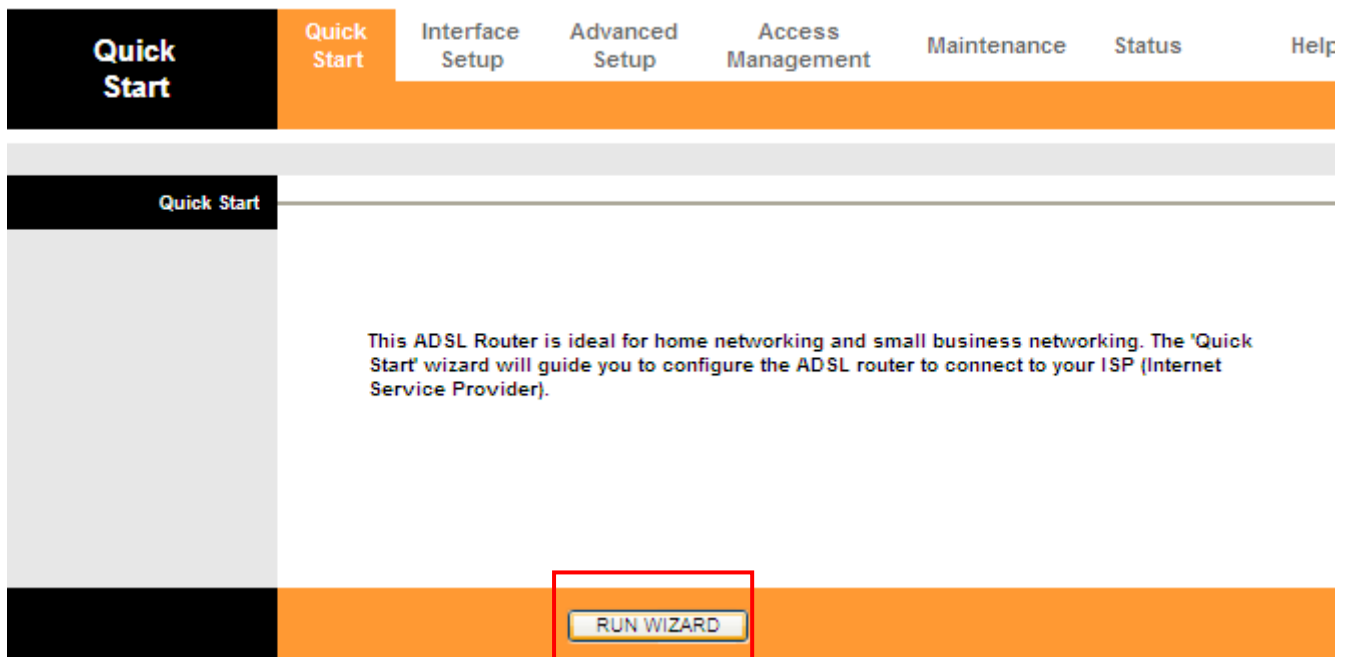 Quick
Start
Quick
Start
Interface
Setup
Advanced
Setup
Access
Management
Maintenance
Status
Help
Quick Start
This ADSL Router is ideal for home networking and small business networking. The 'Quick
Start' wizard will guide you to configure the ADSL router to connect to your ISP (Internet
Service Provider).
RUN WIZARD